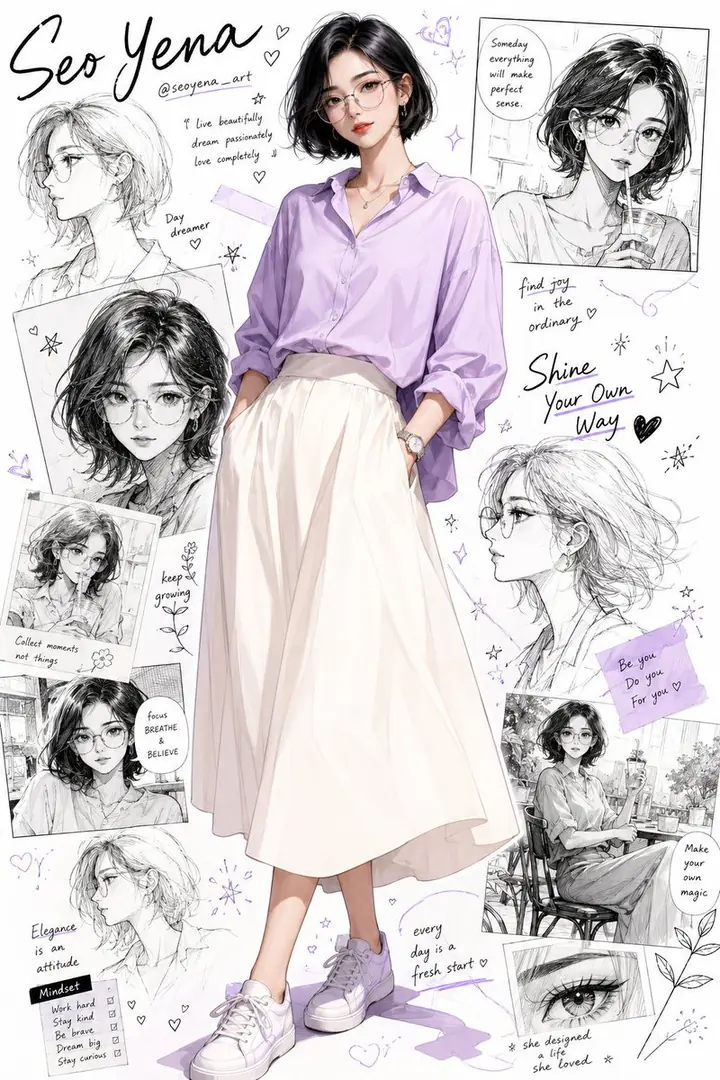 Seo Yena
@seoyena_art
" Live beautifully
dream passionately
love completely "
Day
dreamer
Someday
everything
will make
perfect
sense.
find joy
in the
ordinary
Shine
Your Own
Way
keep
growing
Collect moments
not things
focus
BREATHE
&
BELIEVE
Be you
Do you
For you
Make
your
own
magic
Elegance
is an
attitude
Mindset
Work hard
Stay kind
Be brave
Dream big
Stay curious
every
day is a
fresh start
she designed
a life
she loved